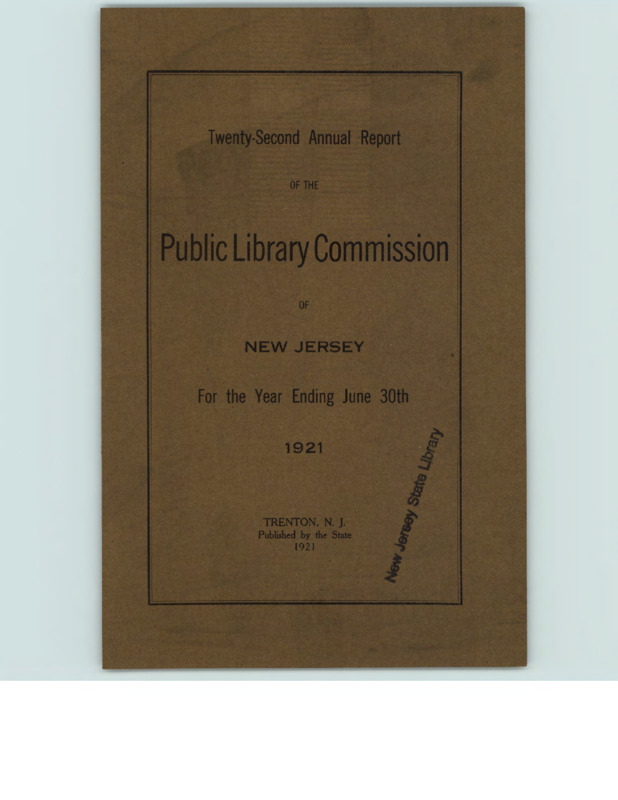 Twenty-Second Annual Report
OF THE
Public Library Commission
OF
NEW JERSEY
For the Year Ending June 30th
1921
TRENTON, N. J.
Published by the State
1921
New Jersey State Library